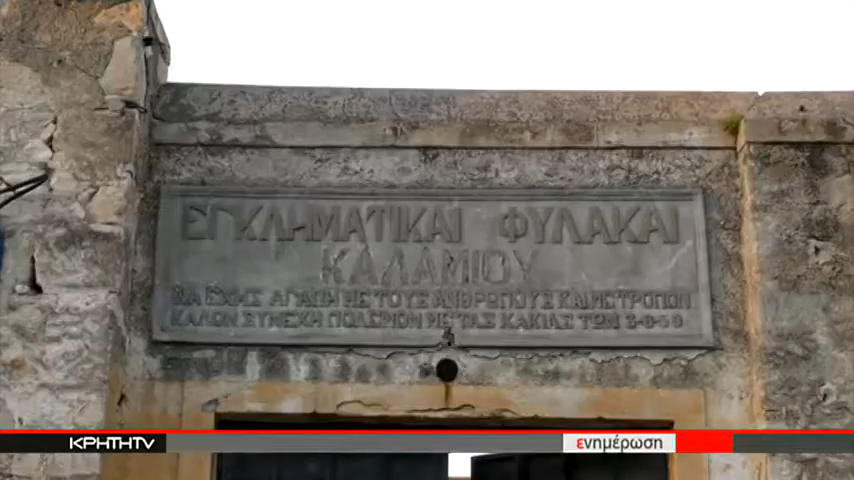 ΕΓΚΛΗΜΑΤΙΚΑΙ ΦΥΛΑΚΑΙ
ΚΑΛΑΜΙΟΥ
ΝΑ ΕΧΗΣ ΑΓΑΠΗ ΜΕ ΤΟΥΣ ΑΝΘΡΩΠΟΥΣ ΚΑΙ ΜΕ ΤΡΟΠΟΝ
ΚΑΛΟΝ ΣΥΝΕΧΗ ΠΟΛΕΜΟΝ ΜΕ ΤΑΣ ΚΑΚΙΑΣ ΤΩΝ
ΚΡΗΤΗTV
ενημέρωση